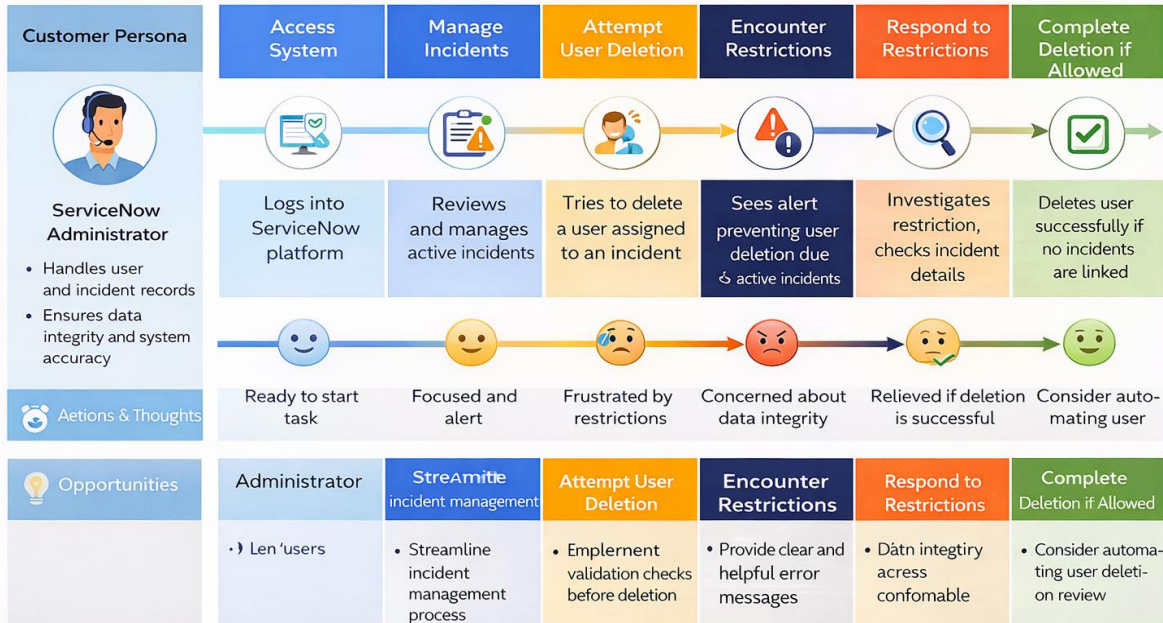 Customer Persona
Access
System
Manage
Incidents
Attempt
User Deletion
Encounter
Restrictions
Respond to
Restrictions
Complete
Deletion if
Allowed
ServiceNow
Administrator
• Handles user
and incident records
• Ensures data
integrity and system
accuracy
Logs into
ServiceNow
platform
Reviews
and manages
active incidents
Tries to delete
a user assigned
to an incident
Sees alert
preventing user
deletion due
active incidents
Investigates
restriction,
checks incident
details
Deletes user
successfully if
no incidents
are linked
Aetions & Thoughts
Ready to start
task
Focused and
alert
Frustrated by
restrictions
Concerned about
data integrity
Relieved if deletion
is successful
Consider auto-
mating user
Opportunities
Administrator
Len 'users
incident management
• Streamline
incident
management
process
Attempt User
Deletion
• Emplernent
validation checks
before deletion
Encounter
Restrictions
• Provide clear and
helpful error
messages
Respond to
Restrictions
• Dātn integtiry
acress
confomable
Complete
Deletion if Allowed
• Consider automa-
ting user deleti-
on review